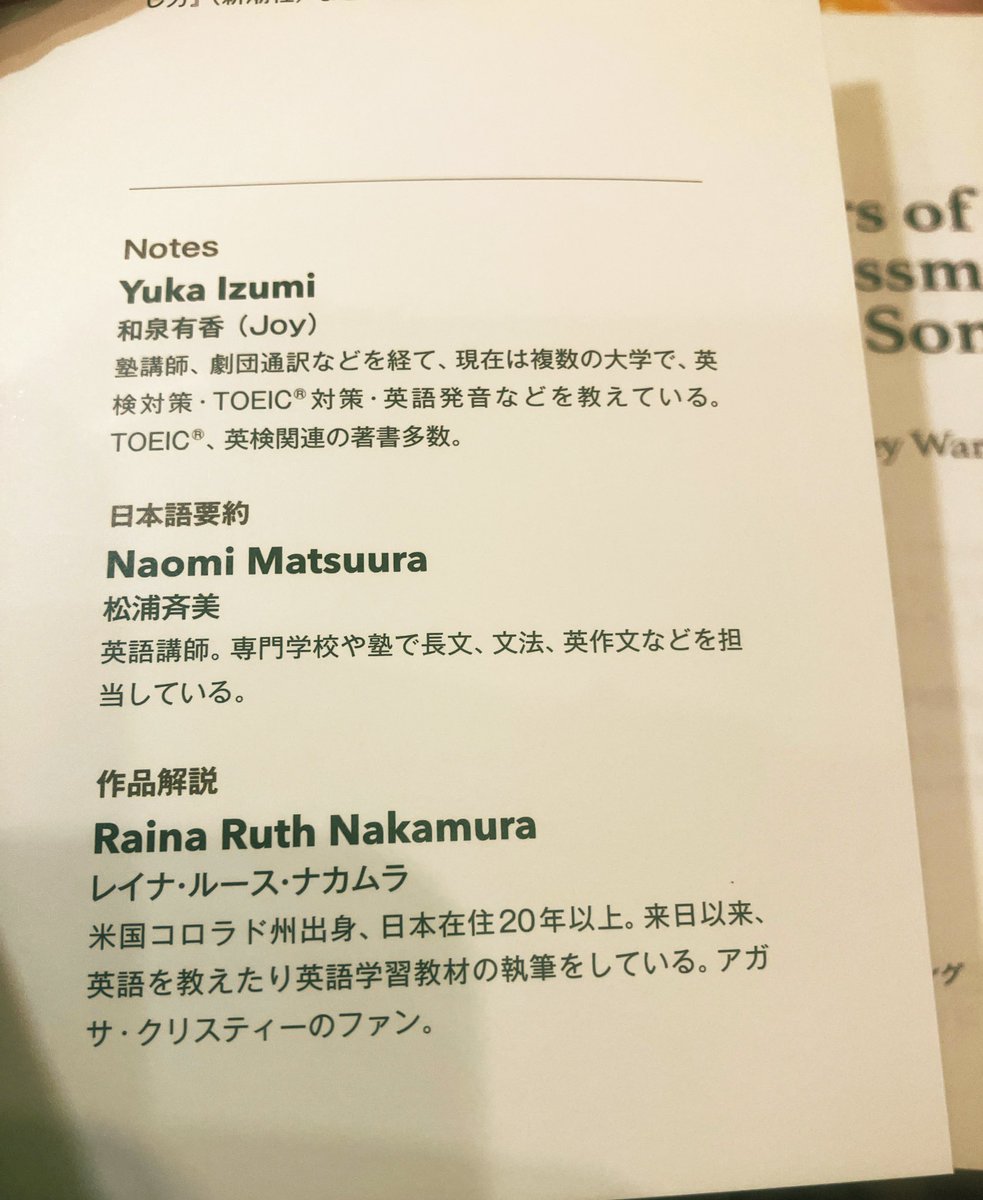 Notes
Yuka Izumi
和泉有香（Joy）
塾講師、劇団通訳などを経て、現在は複数の大学で、英
検対策・TOEIC®対策・英語発音などを教えている。
TOEIC®、英検関連の著書多数。
日本語要約
Naomi Matsuura
松浦斉美
英語講師。専門学校や塾で長文、文法、英作文などを担
当している。
作品解説
Raina Ruth Nakamura
レイナ・ルース・ナカムラ
米国コロラド州出身、日本在住20年以上。来日以来、
英語を教えたり英語学習教材の執筆をしている。アガ
サ・クリスティーのファン。
of